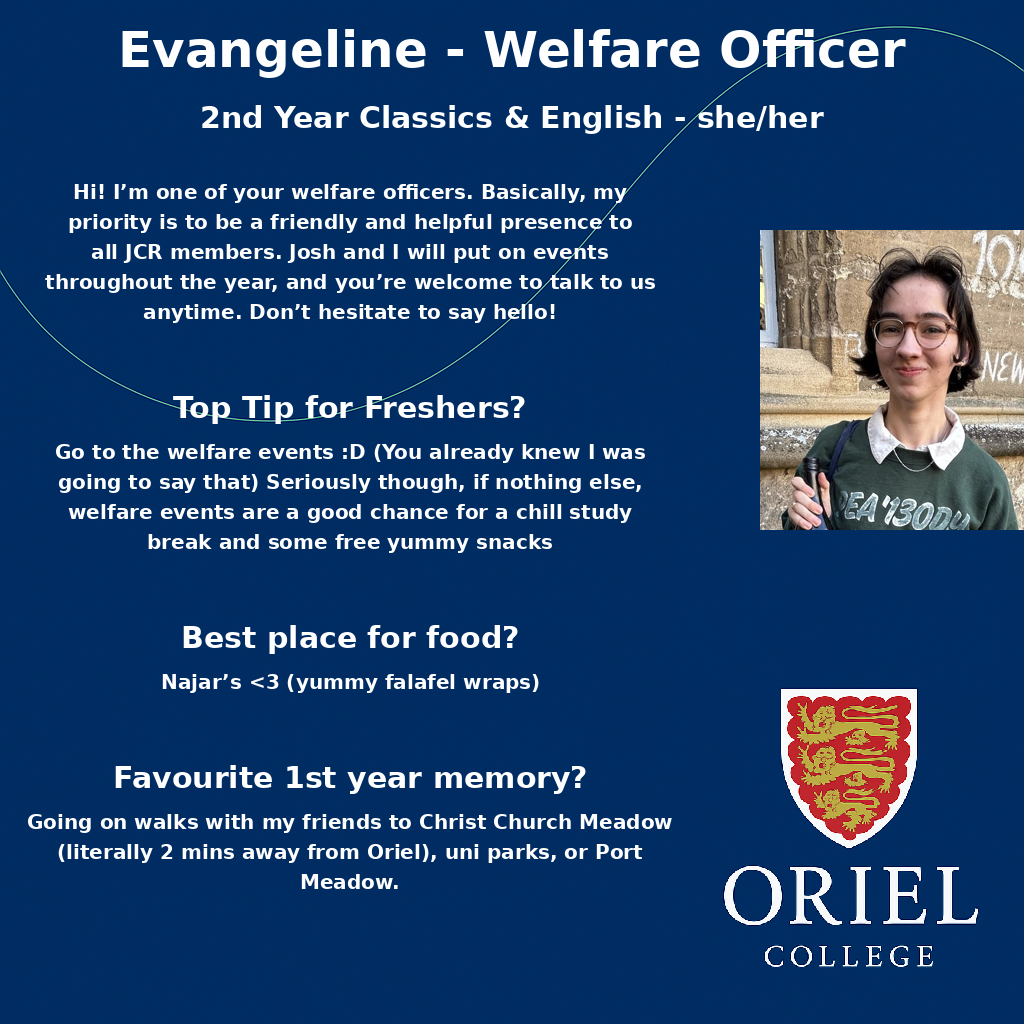 Evangeline - Welfare Officer
2nd Year Classics & English - she/her
Hi! I’m one of your welfare officers. Basically, my
priority is to be a friendly and helpful presence to
all JCR members. Josh and I will put on events
throughout the year, and you’re welcome to talk to us
anytime. Don’t hesitate to say hello!
Top Tip for Freshers?
Go to the welfare events :D (You already knew I was
going to say that) Seriously though, if nothing else,
welfare events are a good chance for a chill study
break and some free yummy snacks
Best place for food?
Najar’s <3 (yummy falafel wraps)
Favourite 1st year memory?
Going on walks with my friends to Christ Church Meadow
(literally 2 mins away from Oriel), uni parks, or Port
Meadow.
NEW
ORIEL
COLLEGE